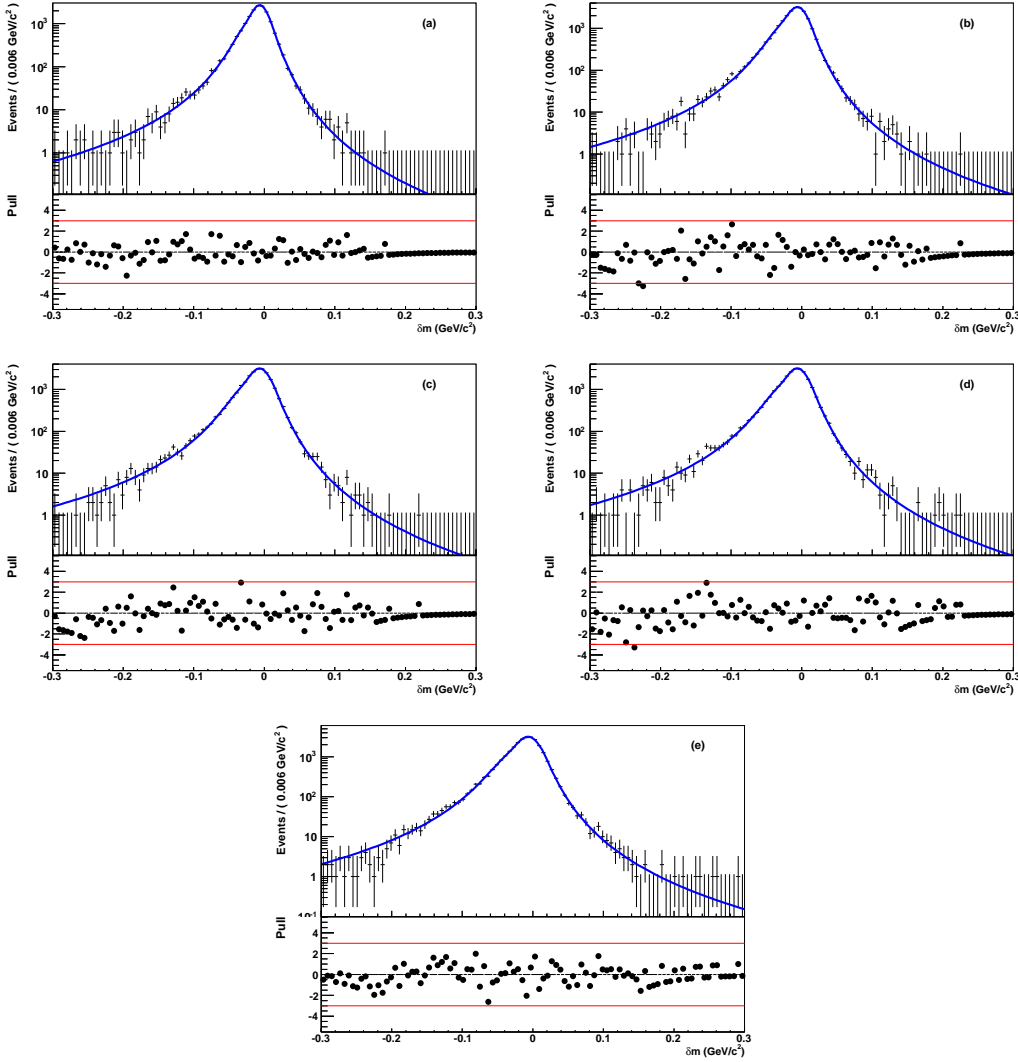 (a)
Events / ( 0.006 GeV/c²)
10³
10²
10
1
Pull
4
2
0
-2
-4
-0.3 -0.2 -0.1 0 0.1 0.2 0.3
δm (GeV/c²)
(b)
Events / ( 0.006 GeV/c²)
10³
10²
10
1
Pull
4
2
0
-2
-4
-0.3 -0.2 -0.1 0 0.1 0.2 0.3
δm (GeV/c²)
(c)
Events / ( 0.006 GeV/c²)
10³
10²
10
1
Pull
4
2
0
-2
-4
-0.3 -0.2 -0.1 0 0.1 0.2 0.3
δm (GeV/c²)
(d)
Events / ( 0.006 GeV/c²)
10³
10²
10
1
Pull
4
2
0
-2
-4
-0.3 -0.2 -0.1 0 0.1 0.2 0.3
δm (GeV/c²)
(e)
Events / ( 0.006 GeV/c²)
10³
10²
10
1
10⁻¹
Pull
4
2
0
-2
-4
-0.3 -0.2 -0.1 0 0.1 0.2 0.3
δm (GeV/c²)